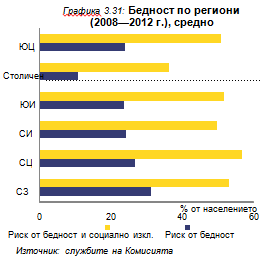 Графика 3.31: Бедност по региони
(2008—2012 г.), средно
ЮЦ
Столичен
ЮИ
СИ
СЦ
СЗ
% от населението
0 20 40 60
Риск от бедност и социално изкл. Риск от бедност
Източник: службите на Комисията